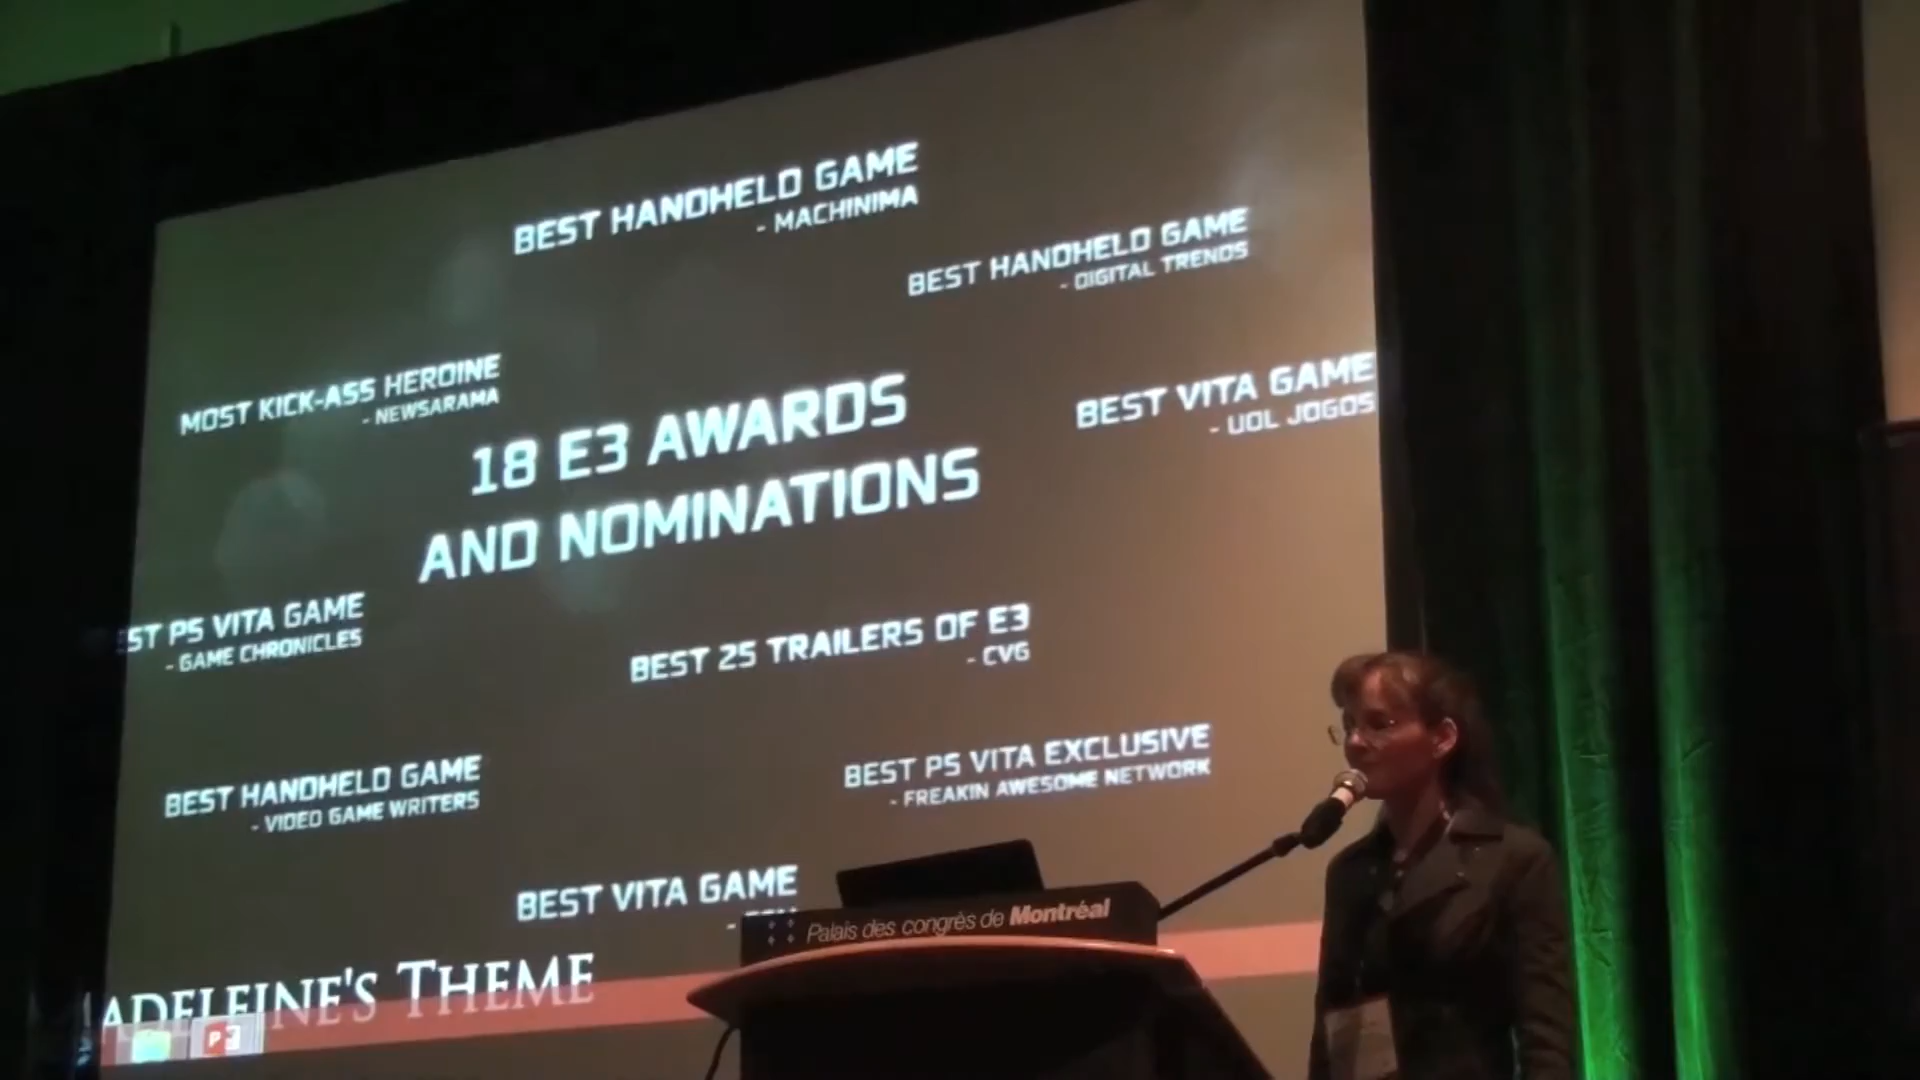 BEST HANDHELD GAME
- MACHINIMA
BEST HANDHELD GAME
- DIGITAL TRENDS
MOST KICK-ASS HEROINE
- NEWSARAMA
BEST VITA GAME
- UOL JOGOS
18 E3 AWARDS
AND NOMINATIONS
ST PS VITA GAME
- GAME CHRONICLES
BEST 25 TRAILERS OF E3
- CVG
BEST HANDHELD GAME
- VIDEO GAME WRITERS
BEST PS VITA EXCLUSIVE
- FREAKIN AWESOME NETWORK
BEST VITA GAME
Palais des congrès de Montréal
ADELEINE'S THEME
P